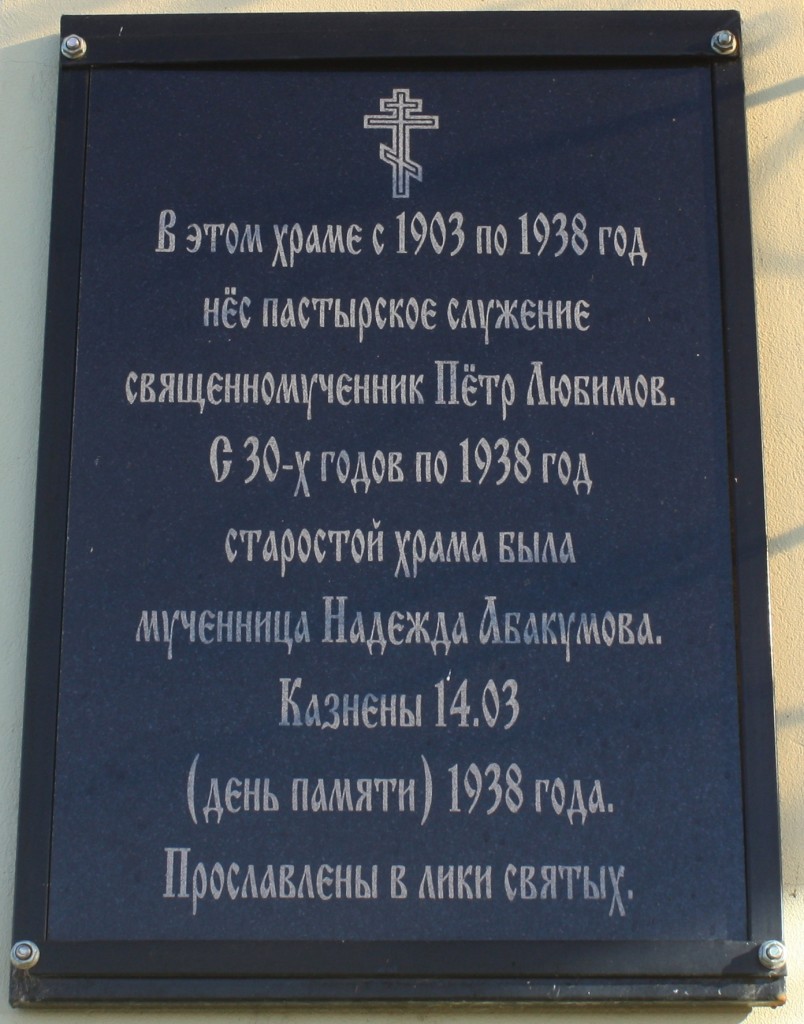 В этом храме с 1903 по 1938 год
нёс пастырское служение
священномученник Пётр Любимов.
С 30-х годов по 1938 год
старостой храма была
мученница Надежда Абакумова.
Казнены 14.03
(день памяти) 1938 года.
Прославлены в лики святых.